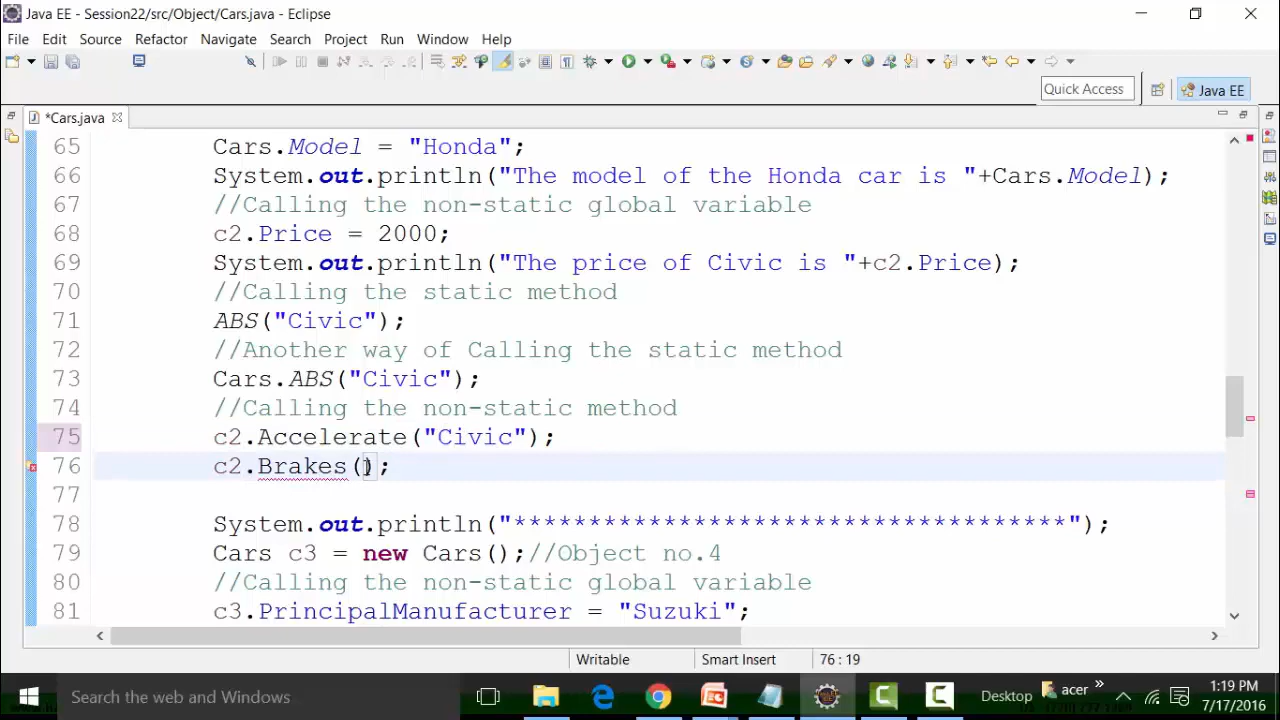 Java EE - Session22/src/Object/Cars.java - Eclipse
File Edit Source Refactor Navigate Search Project Run Window Help
Quick Access
Java EE
*Cars.java
65 Cars.Model = "Honda";
66 System.out.println("The model of the Honda car is "+Cars.Model);
67 //Calling the non-static global variable
68 c2.Price = 2000;
69 System.out.println("The price of Civic is "+c2.Price);
70 //Calling the static method
71 ABS("Civic");
72 //Another way of Calling the static method
73 Cars.ABS("Civic");
74 //Calling the non-static method
75 c2.Accelerate("Civic");
76 c2.Brakes();
77
78 System.out.println("*************************************");
79 Cars c3 = new Cars();//Object no.4
80 //Calling the non-static global variable
81 c3.PrincipalManufacturer = "Suzuki";
Writable
Smart Insert
76 : 19
Search the web and Windows
Desktop
acer
1:19 PM
7/17/2016